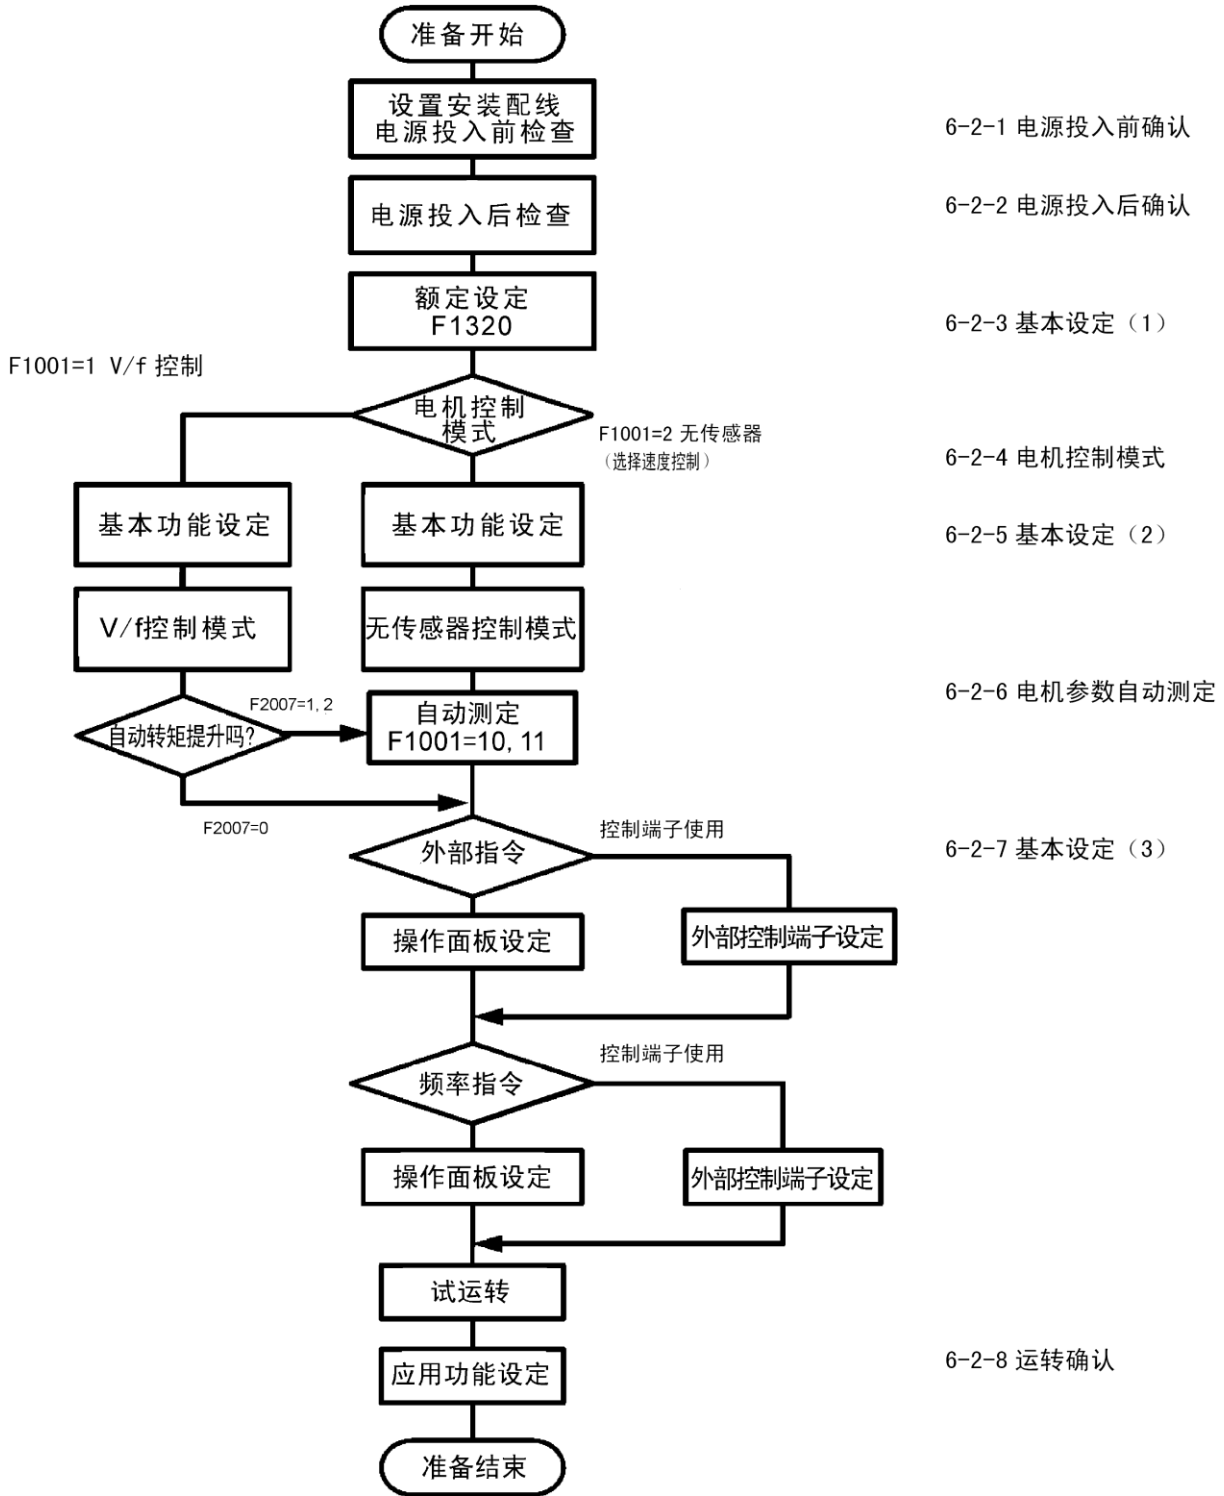 准备开始
设置安装配线
电源投入前检查
6-2-1 电源投入前确认
电源投入后检查
6-2-2 电源投入后确认
额定设定
F1320
6-2-3 基本设定（1）
F1001=1 V/f 控制
电机控制
模式
F1001=2 无传感器
（选择速度控制）
6-2-4 电机控制模式
基本功能设定
基本功能设定
6-2-5 基本设定（2）
V/f控制模式
无传感器控制模式
6-2-6 电机参数自动测定
F2007=1, 2
自动转矩提升吗?
自动测定
F1001=10, 11
F2007=0
控制端子使用
外部指令
6-2-7 基本设定（3）
操作面板设定
外部控制端子设定
控制端子使用
频率指令
操作面板设定
外部控制端子设定
试运转
应用功能设定
6-2-8 运转确认
准备结束